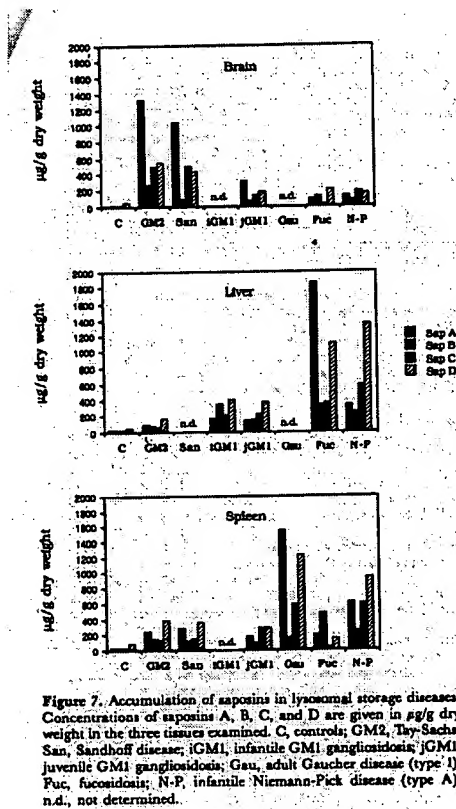 2000
1800
1600
1400
1200
1000
800
600
400
200
0
µg/g dry weight
Brain
n.d.
n.d.
C GM2 San iGM1 jGM1 Gau Fuc N-P
2000
1800
1600
1400
1200
1000
800
600
400
200
0
µg/g dry weight
Liver
n.d.
n.d.
C GM2 San iGM1 jGM1 Gau Fuc N-P
Sap A
Sap B
Sap C
Sap D
2000
1800
1600
1400
1200
1000
800
600
400
200
0
µg/g dry weight
Spleen
n.d.
C GM2 San iGM1 jGM1 Gau Fuc N-P
Figure 7. Accumulation of saposins in lysosomal storage diseases
Concentrations of saposins A, B, C, and D are given in µg/g dry
weight in the three tissues examined. C, controls; GM2, Tay-Sachs
San, Sandhoff disease; iGM1, infantile GM1 gangliosidosis; jGM1
juvenile GM1 gangliosidosis; Gau, adult Gaucher disease (type 1)
Fuc, fucosidosis; N-P, infantile Niemann-Pick disease (type A)
n.d., not determined.